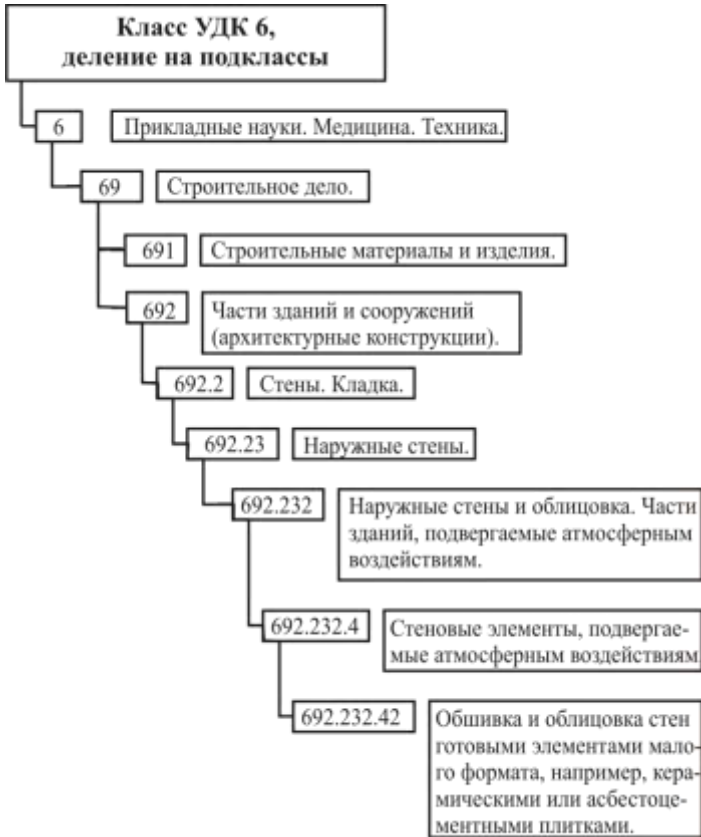 Класс УДК 6,
деление на подклассы
6
Прикладные науки. Медицина. Техника.
69
Строительное дело.
691
Строительные материалы и изделия.
692
Части зданий и сооружений
(архитектурные конструкции).
692.2
Стены. Кладка.
692.23
Наружные стены.
692.232
Наружные стены и облицовка. Части
зданий, подвергаемые атмосферным
воздействиям.
692.232.4
Стеновые элементы, подвергае-
мые атмосферным воздействиям
692.232.42
Обшивка и облицовка стен
готовыми элементами мало-
го формата, например, кера-
мическими или асбестоце-
ментными плитками.